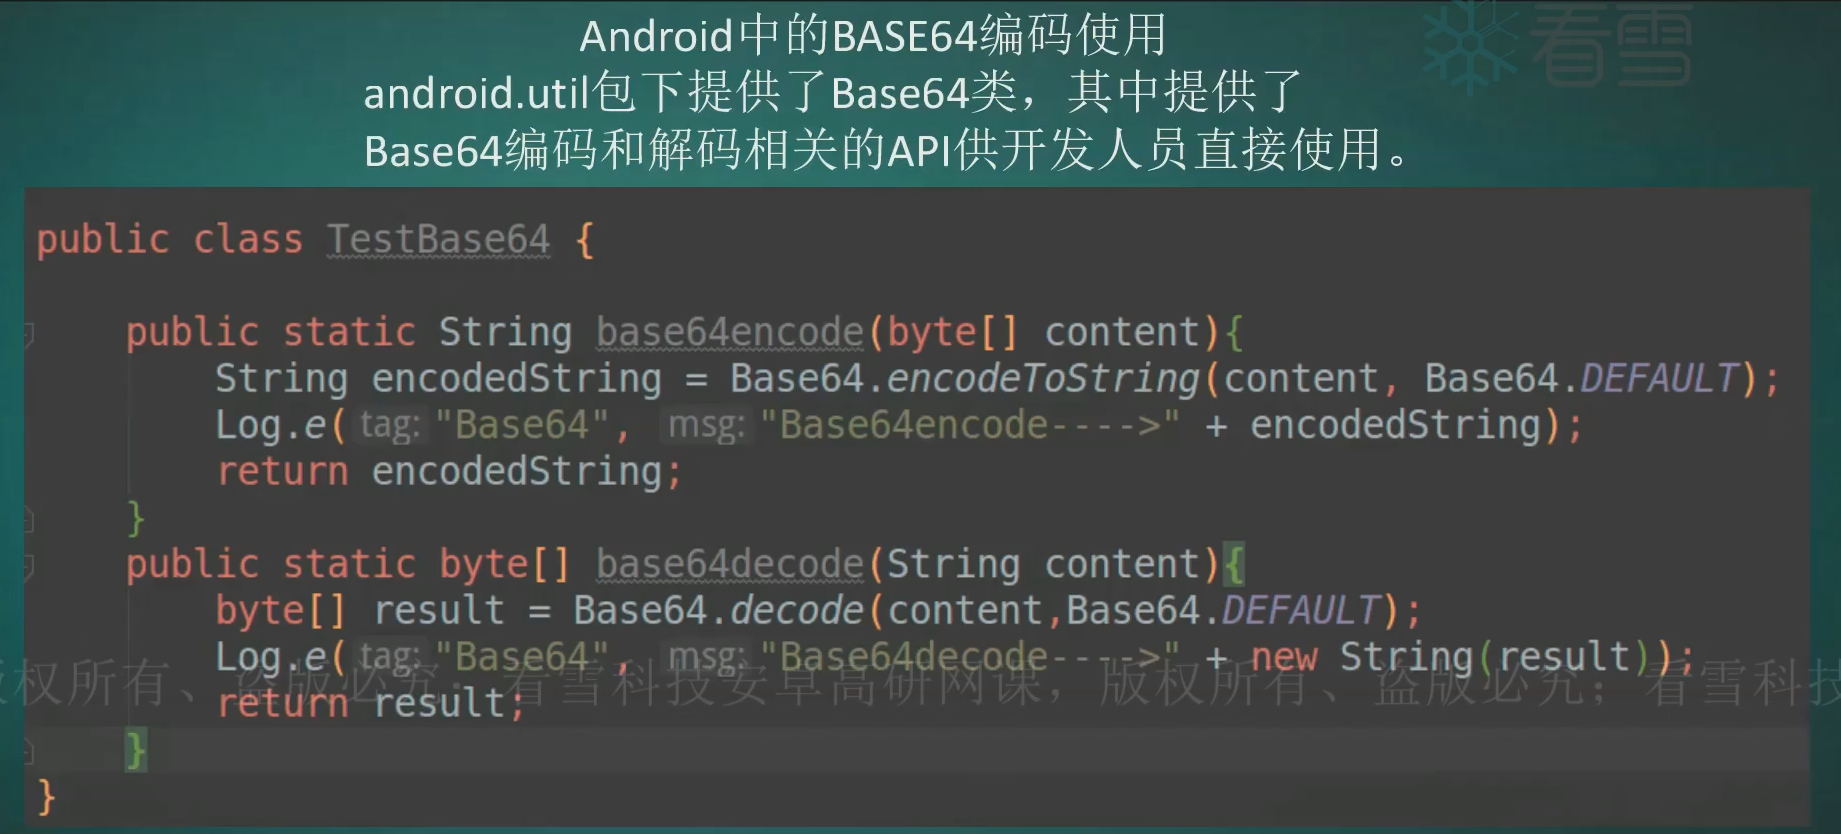 Android中的BASE64编码使用
看雪
android.util包下提供了Base64类，其中提供了
Base64编码和解码相关的API供开发人员直接使用。
public class TestBase64 {
public static String base64encode(byte[] content){
String encodedString = Base64.encodeToString(content, Base64.DEFAULT);
Log.e( tag: "Base64", msg: "Base64encode---->" + encodedString);
return encodedString;
}
public static byte[] base64decode(String content){
byte[] result = Base64.decode(content,Base64.DEFAULT);
Log.e( tag: "Base64", msg: "Base64decode---->" + new String(result));
版权所有、盗版必究；看雪科技安卓高研网课，版权所有、盗版必究；看雪科技
return result;
}
}